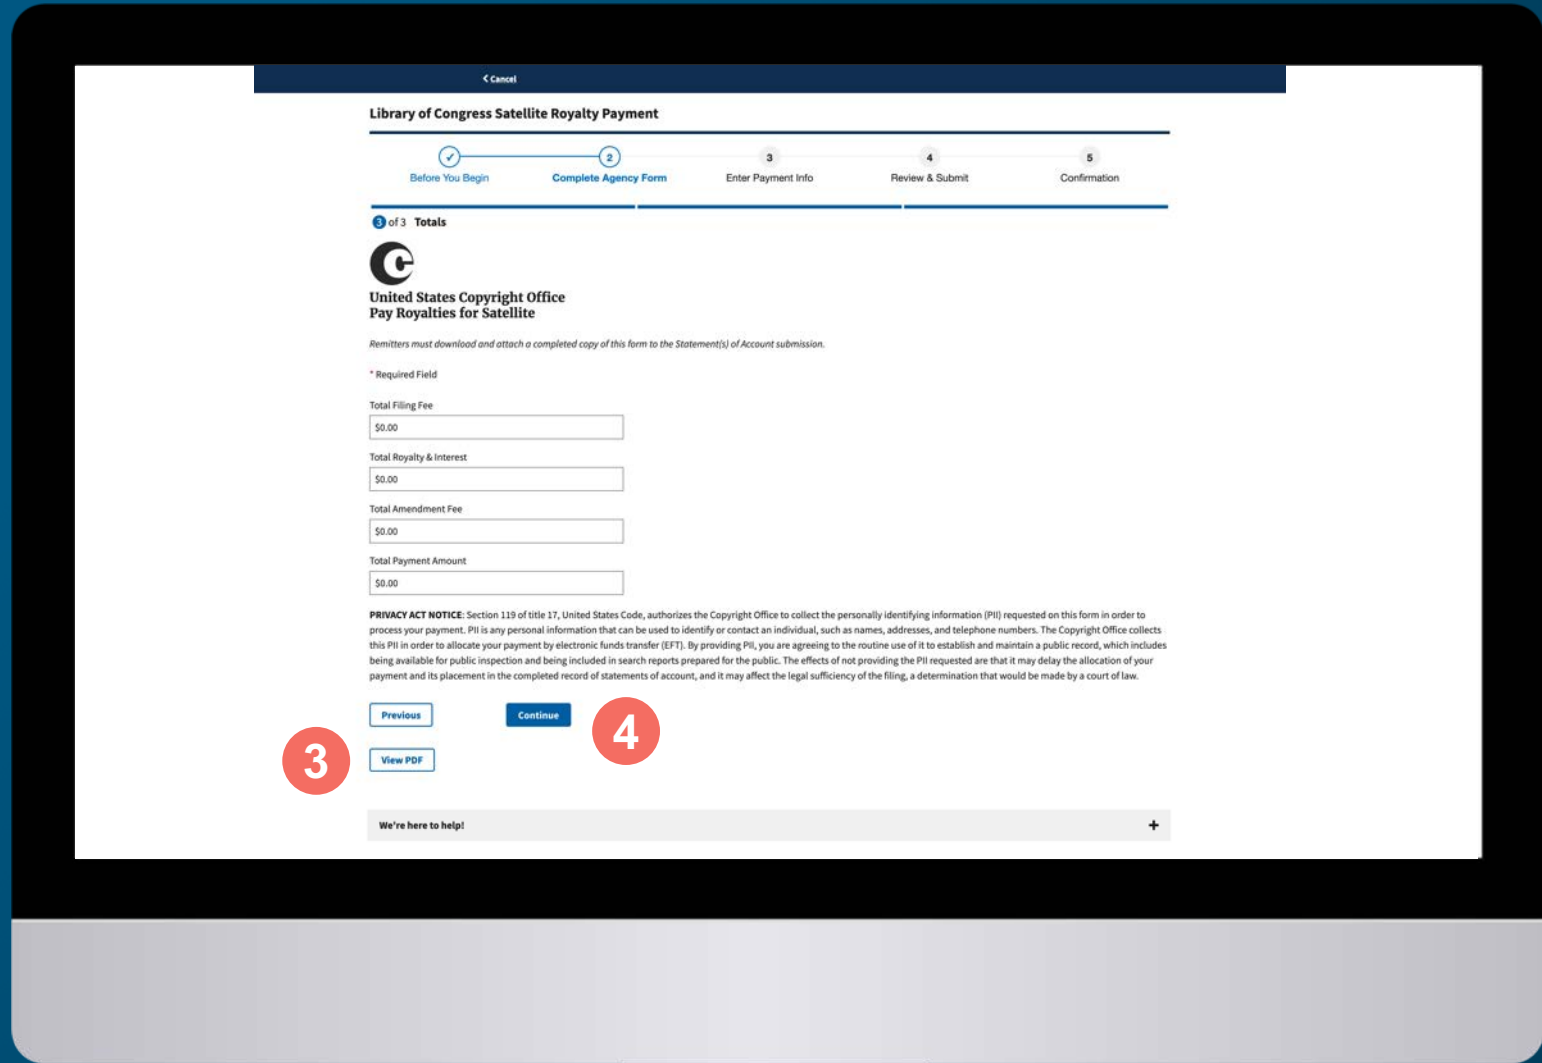 < Cancel
Library of Congress Satellite Royalty Payment
2
3
4
5
Before You Begin
Complete Agency Form
Enter Payment Info
Review & Submit
Confirmation
3 of 3 Totals
United States Copyright Office
Pay Royalties for Satellite
Remitters must download and attach a completed copy of this form to the Statement(s) of Account submission.
* Required Field
Total Filing Fee
$0.00
Total Royalty & Interest
$0.00
Total Amendment Fee
$0.00
Total Payment Amount
$0.00
PRIVACY ACT NOTICE: Section 119 of title 17, United States Code, authorizes the Copyright Office to collect the personally identifying information (PII) requested on this form in order to
process your payment. PII is any personal information that can be used to identify or contact an individual, such as names, addresses, and telephone numbers. The Copyright Office collects
this PII in order to allocate your payment by electronic funds transfer (EFT). By providing PII, you are agreeing to the routine use of it to establish and maintain a public record, which includes
being available for public inspection and being included in search reports prepared for the public. The effects of not providing the PII requested are that it may delay the allocation of your
payment and its placement in the completed record of statements of account, and it may affect the legal sufficiency of the filing, a determination that would be made by a court of law.
Previous
Continue
4
3
View PDF
We're here to help!
+